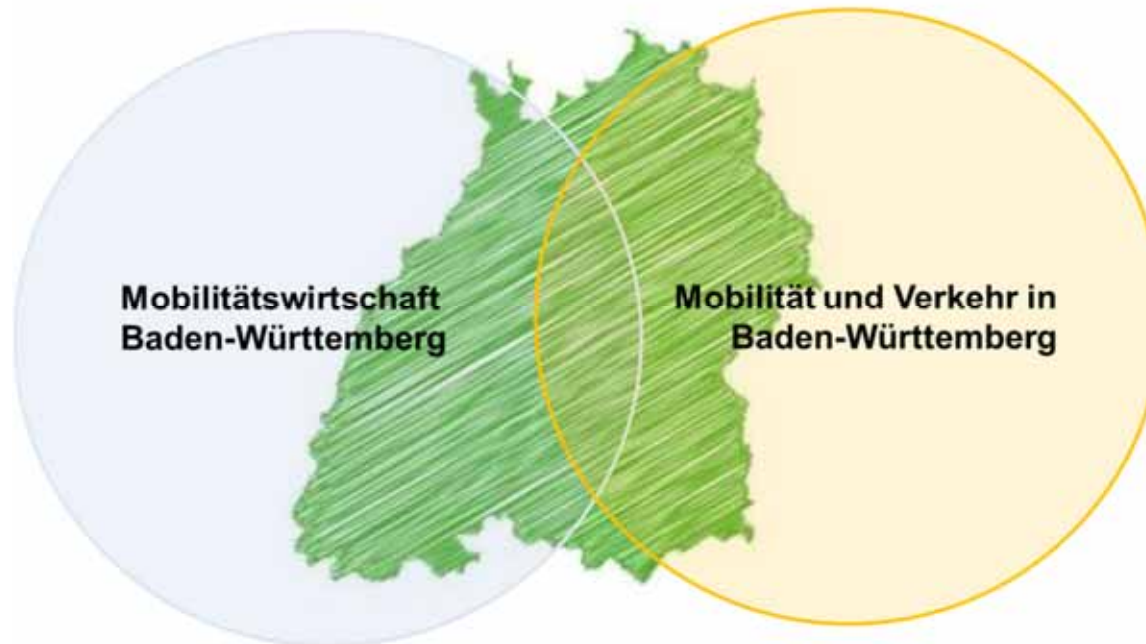 Mobilitätswirtschaft
Baden-Württemberg
Mobilität und Verkehr in
Baden-Württemberg